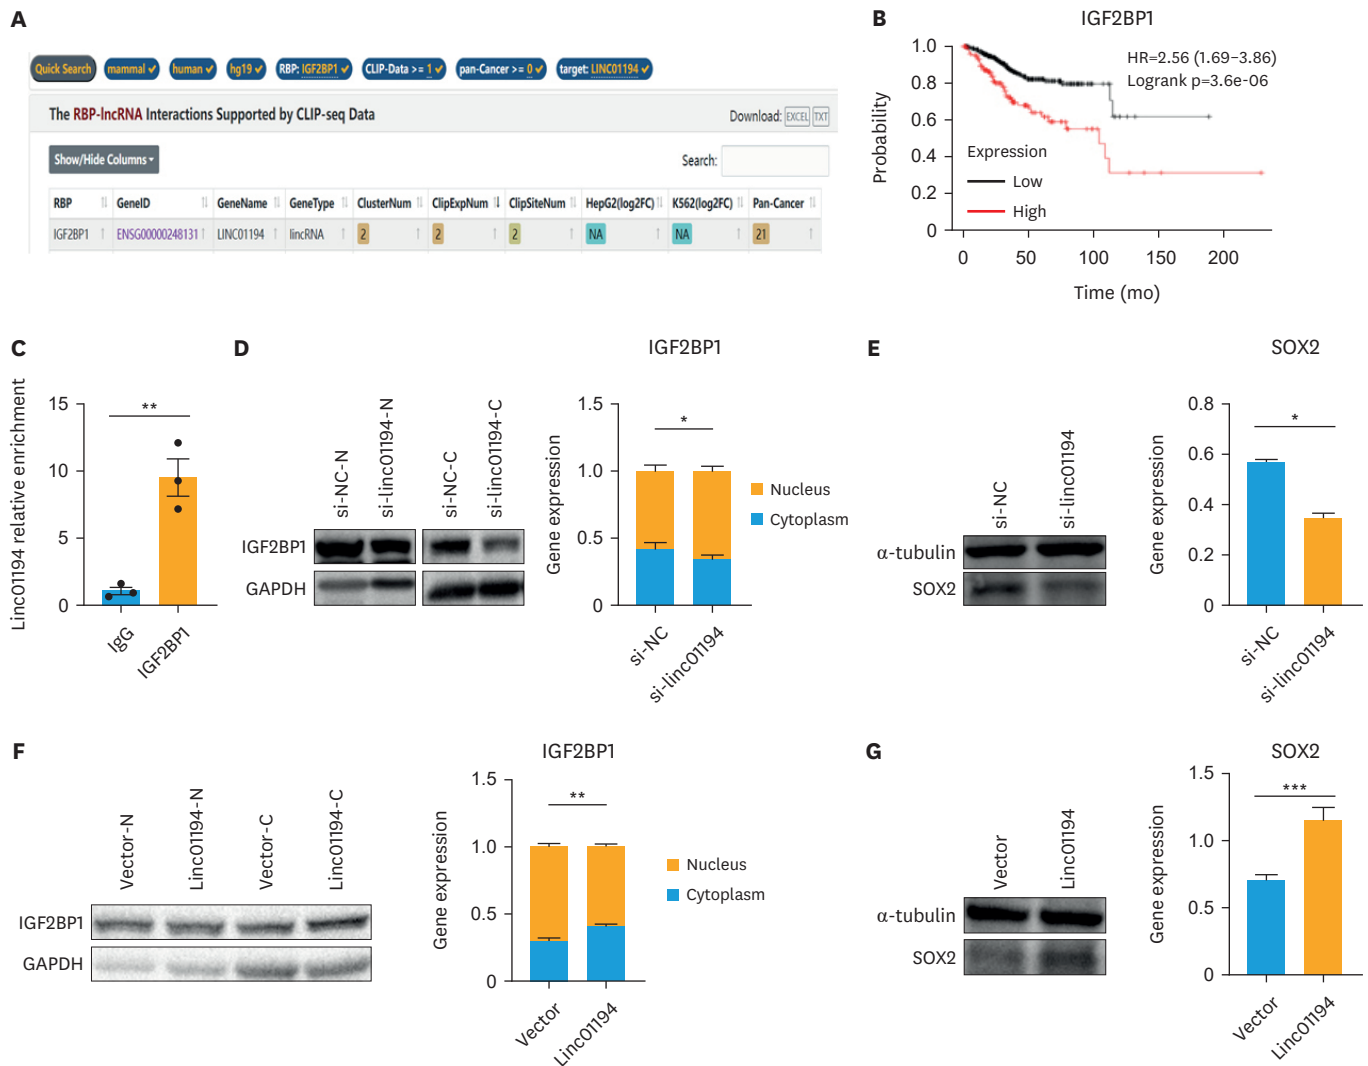 A
Quick Search mammal ✓ human ✓ hg19 ✓ RBP: IGF2BP1 ✓ CLIP-Data >= 1 ✓ pan-Cancer >= 0 ✓ target: LINC01194 ✓
The RBP-lncRNA Interactions Supported by CLIP-seq Data
Download: EXCEL TXT
Show/Hide Columns
Search:
RBP GeneID GeneName GeneType ClusterNum ClipExpNum ClipSiteNum HepG2(log2FC) K562(log2FC) Pan-Cancer
IGF2BP1 ENSG00000248131 LINC01194 lincRNA 2 2 2 NA NA 21
B
IGF2BP1
HR=2.56 (1.69–3.86)
Logrank p=3.6e-06
Probability
1.0
0.8
0.6
0.4
0.2
0
Expression
Low
High
0 50 100 150 200
Time (mo)
C
Linc01194 relative enrichment
15
10
5
0
**
IgG
IGF2BP1
D
si-NC-N
si-linc01194-N
si-NC-C
si-linc01194-C
IGF2BP1
GAPDH
IGF2BP1
Gene expression
1.5
1.0
0.5
0
*
Nucleus
Cytoplasm
si-NC
si-linc01194
E
si-NC
si-linc01194
α-tubulin
SOX2
SOX2
Gene expression
0.8
0.6
0.4
0.2
0
*
si-NC
si-linc01194
F
Vector-N
Linc01194-N
Vector-C
Linc01194-C
IGF2BP1
GAPDH
IGF2BP1
Gene expression
1.5
1.0
0.5
0
**
Nucleus
Cytoplasm
Vector
Linc01194
G
Vector
Linc01194
α-tubulin
SOX2
SOX2
Gene expression
1.5
1.0
0.5
0
***
Vector
Linc01194